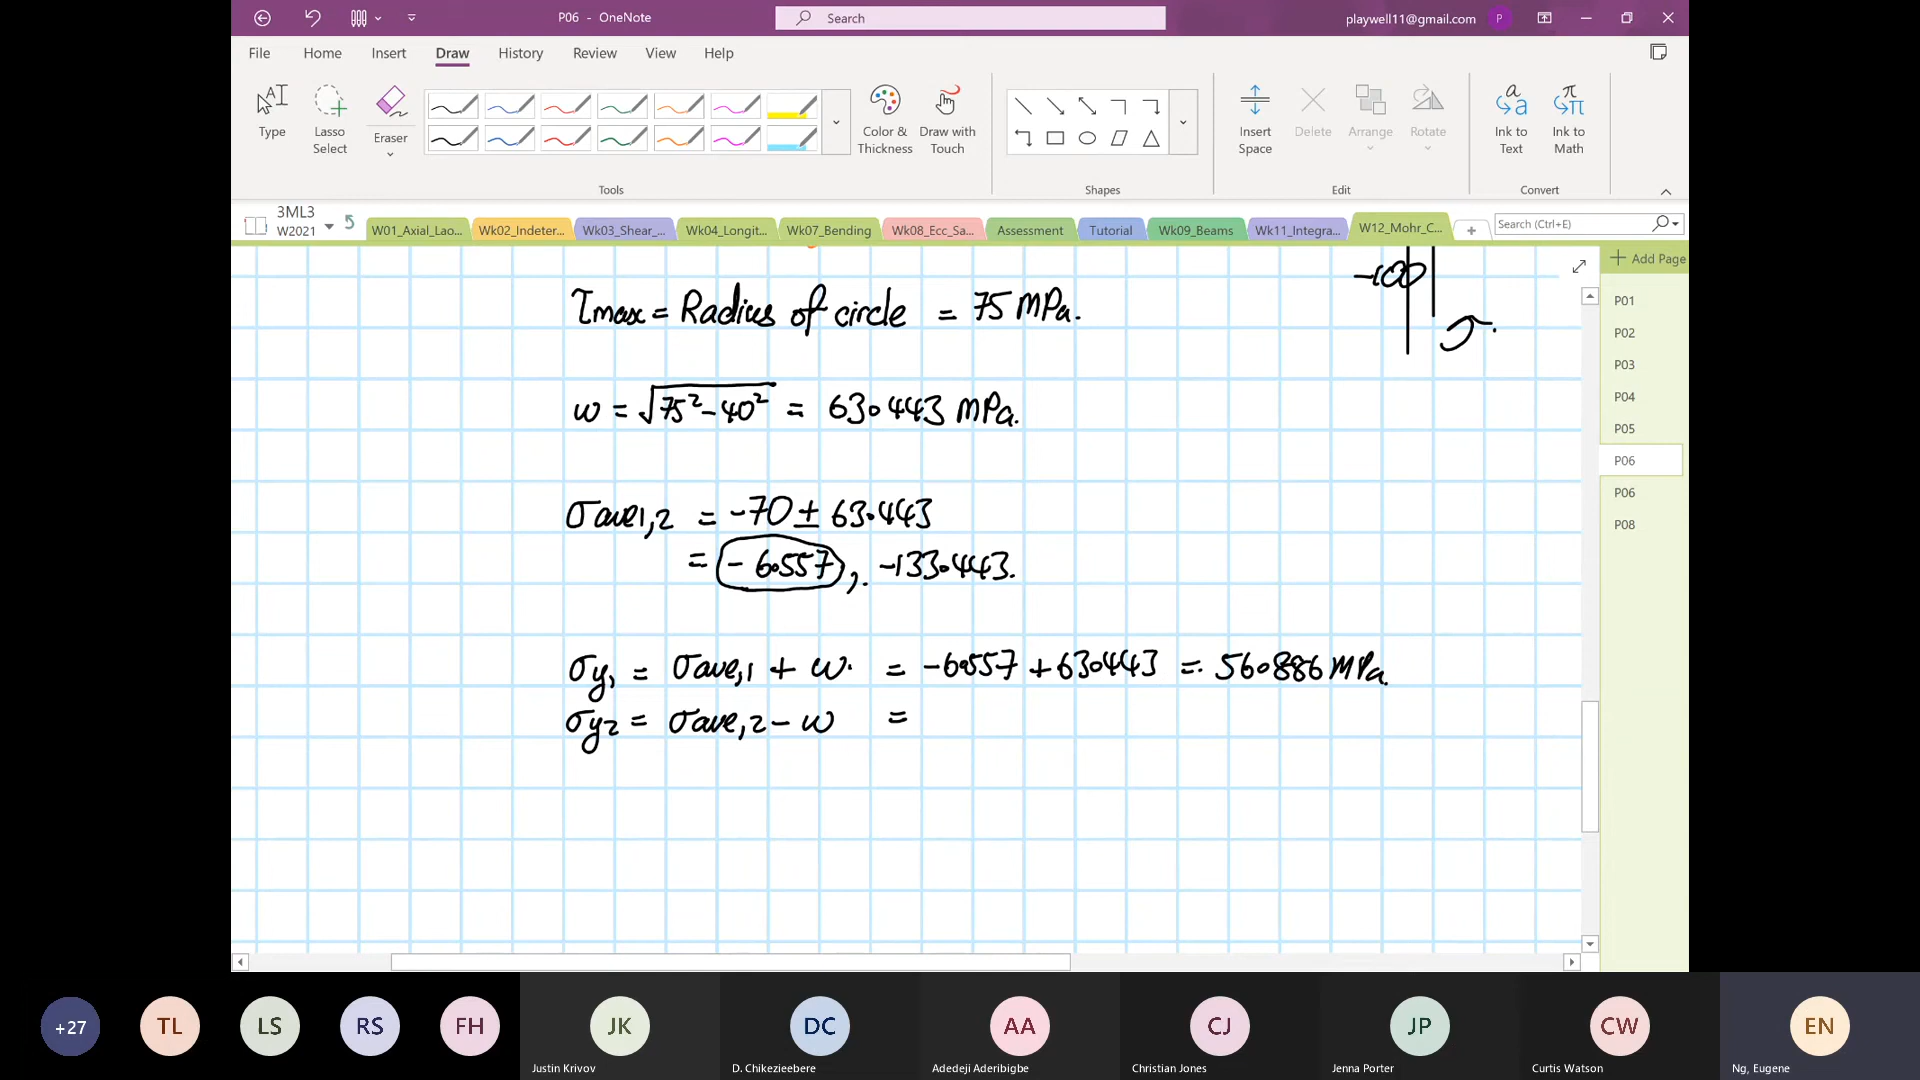 P06 - OneNote
Search
playwell11@gmail.com
P
File Home Insert Draw History Review View Help
Type
Lasso Select
Eraser
Color & Thickness
Draw with Touch
Insert Space
Delete
Arrange
Rotate
Ink to Text
Ink to Math
Tools
Shapes
Edit
Convert
3ML3 W2021
W01_Axial_Lao... Wk02_Indeter... Wk03_Shear_... Wk04_Longit... Wk07_Bending Wk08_Ecc_Sa... Assessment Tutorial Wk09_Beams Wk11_Integra... W12_Mohr_C... +
Search (Ctrl+E)
Add Page
P01
P02
P03
P04
P05
P06
P06
P08
-100
τmax = Radius of circle = 75 MPa.
w = √75²-40² = 63.443 MPa.
σave1,2 = -70 ± 63.443
= -6.557, -133.443.
σy1 = σave,1 + w = -6.557 + 63.443 = 56.886 MPa.
σy2 = σave,2 - w =
+27
TL
LS
RS
FH
JK
Justin Krivov
DC
D. Chikezieebere
AA
Adedeji Aderibigbe
CJ
Christian Jones
JP
Jenna Porter
CW
Curtis Watson
EN
Ng, Eugene